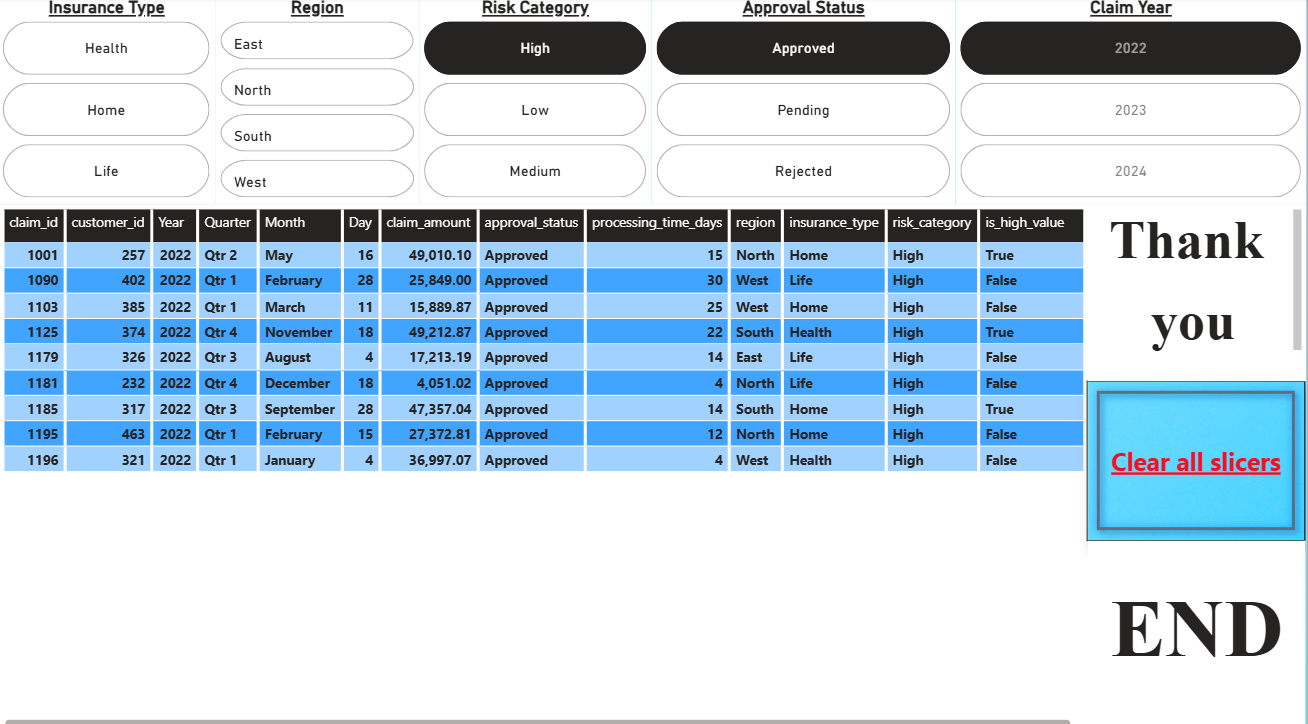 Insurance Type Region Risk Category Approval Status Claim Year
Health East High Approved 2022
North
Home Low Pending 2023
South
Life West Medium Rejected 2024
claim_id customer_id Year Quarter Month Day claim_amount approval_status processing_time_days region insurance_type risk_category is_high_value
1001 257 2022 Qtr 2 May 16 49,010.10 Approved 15 North Home High True
1090 402 2022 Qtr 1 February 28 25,849.00 Approved 30 West Life High False
1103 385 2022 Qtr 1 March 11 15,889.87 Approved 25 West Home High False
1125 374 2022 Qtr 4 November 18 49,212.87 Approved 22 South Health High True
1179 326 2022 Qtr 3 August 4 17,213.19 Approved 14 East Life High False
1181 232 2022 Qtr 4 December 18 4,051.02 Approved 4 North Life High False
1185 317 2022 Qtr 3 September 28 47,357.04 Approved 14 South Home High True
1195 463 2022 Qtr 1 February 15 27,372.81 Approved 12 North Home High False
1196 321 2022 Qtr 1 January 4 36,997.07 Approved 4 West Health High False
Thank
you
Clear all slicers
END